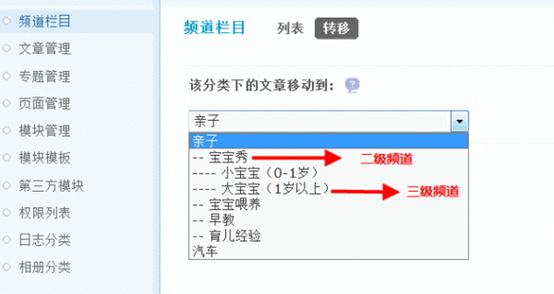 频道栏目
文章管理
专题管理
页面管理
模块管理
模块模板
第三方模块
权限列表
日志分类
相册分类
频道栏目 列表 转移
该分类下的文章移动到：
亲子
亲子
-- 宝宝秀 二级频道
---- 小宝宝（0-1岁）
---- 大宝宝（1岁以上） 三级频道
-- 宝宝喂养
-- 早教
-- 育儿经验
汽车